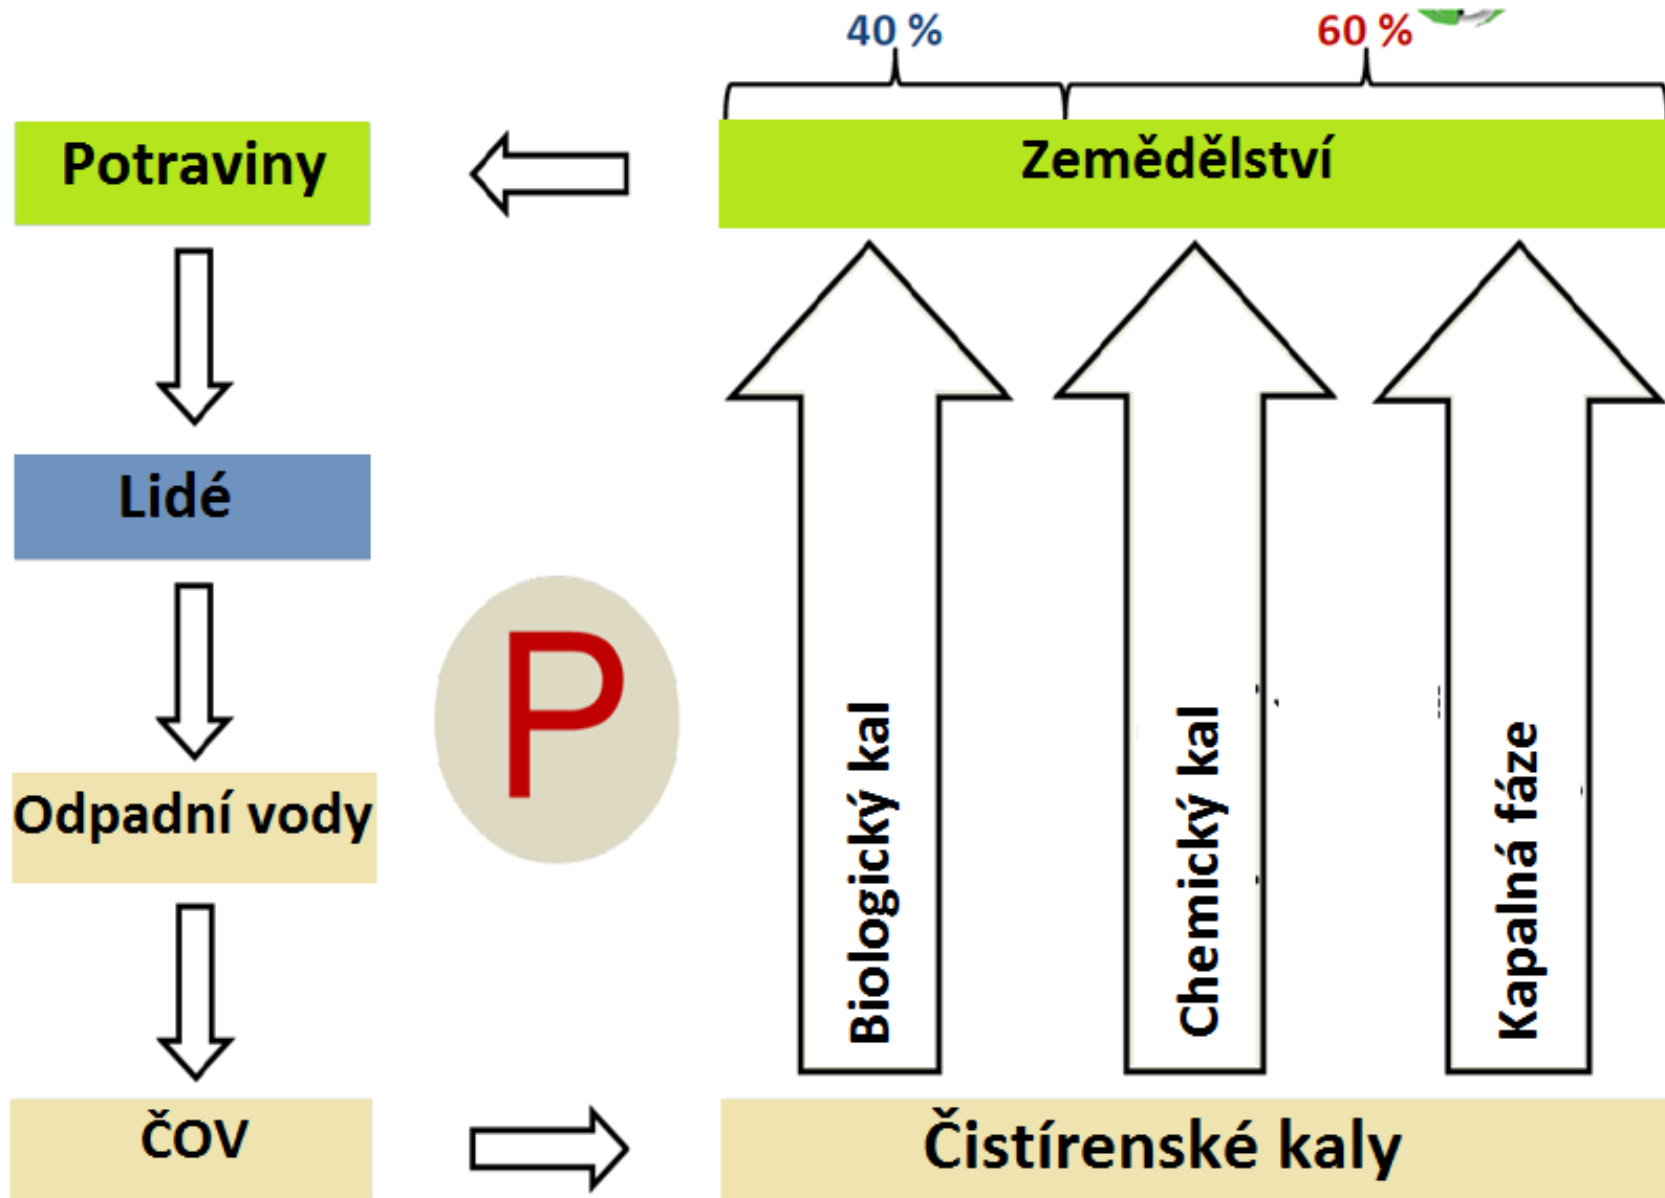 40 %
60 %
Potraviny
Zemědělství
Lidé
P
Odpadní vody
Biologický kal
Chemický kal
Kapalná fáze
ČOV
Čistírenské kaly